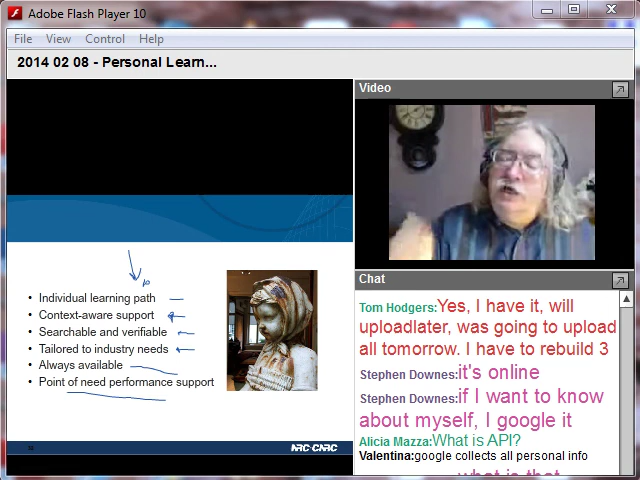 Adobe Flash Player 10
File View Control Help
2014 02 08 - Personal Learn...
Video
• Individual learning path
• Context-aware support
• Searchable and verifiable
• Tailored to industry needs
• Always available
• Point of need performance support
NRC-CNRC
Chat
Tom Hodgers:Yes, I have it, will
uploadlater, was going to upload
all tomorrow. I have to rebuild 3
Stephen Downes:it's online
Stephen Downes:if I want to know
about myself, I google it
Alicia Mazza:What is API?
Valentina:google collects all personal info
what is that